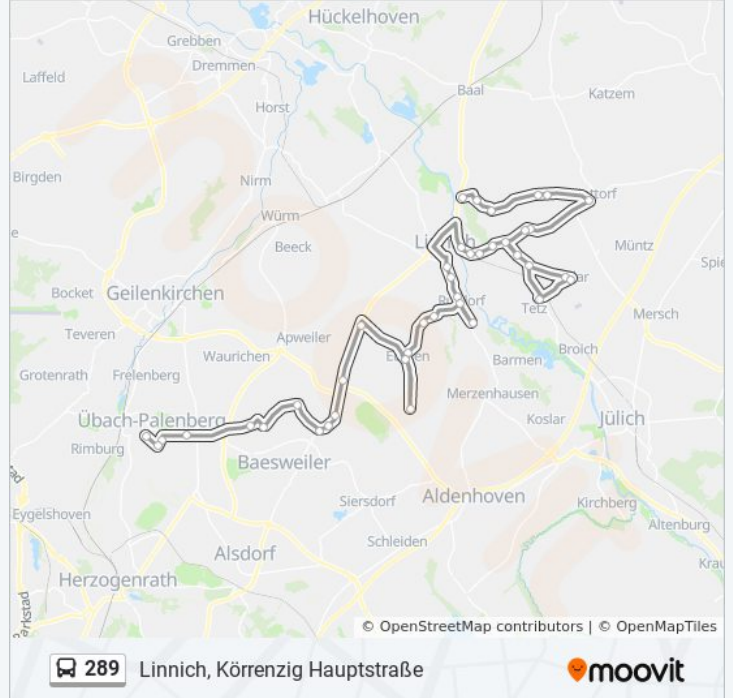 Hückelhoven
Grebben
Dremmen
Laffeld
Baal
Katzem
Horst
Birgden
Nirm
Würm
Beeck
Müntz
Bocket
Geilenkirchen
Tetz
Mersch
Teveren
Apweiler
Broich
Waurichen
Barmen
Grotenrath
Frelenberg
Merzenhausen
Übach-Palenberg
Koslar
Jülich
Rimburg
Baesweiler
Aldenhoven
Siersdorf
Kirchberg
Eygelshoven
Altenburg
Schleiden
Alsdorf
Herzogenrath
© OpenStreetMap contributors | © OpenMapTiles
289 Linnich, Körrenzig Hauptstraße
moovit